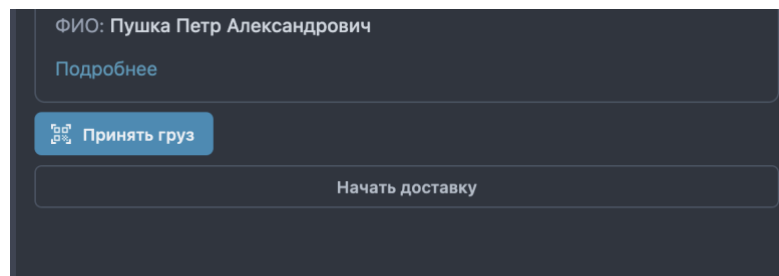 ФИО: Пушка Петр Александрович
Подробнее
Принять груз
Начать доставку